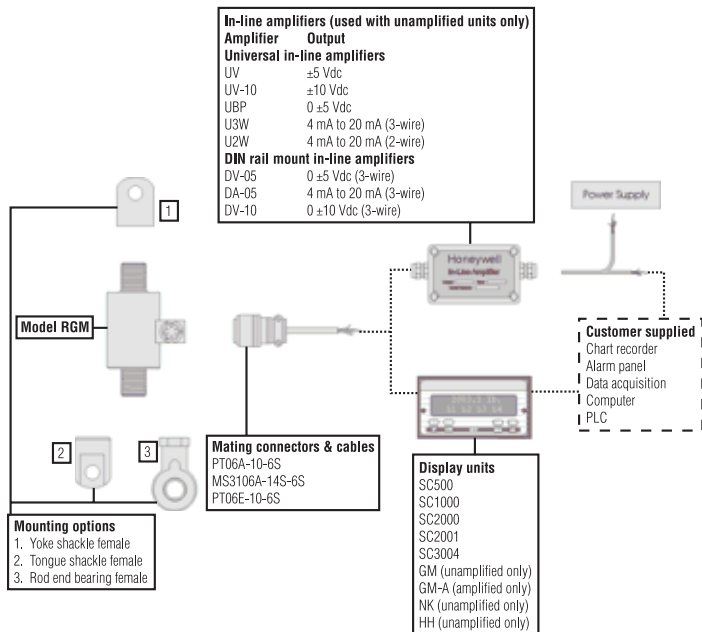 In-line amplifiers (used with unamplified units only)
Amplifier Output
Universal in-line amplifiers
UV ±5 Vdc
UV-10 ±10 Vdc
UBP 0 ±5 Vdc
U3W 4 mA to 20 mA (3-wire)
U2W 4 mA to 20 mA (2-wire)
DIN rail mount in-line amplifiers
DV-05 0 ±5 Vdc (3-wire)
DA-05 4 mA to 20 mA (3-wire)
DV-10 0 ±10 Vdc (3-wire)
1
Power Supply
Honeywell
In-Line Amplifier
Model RGM
Customer supplied
Chart recorder
Alarm panel
Data acquisition
Computer
PLC
2
3
Mating connectors & cables
PT06A-10-6S
MS3106A-14S-6S
PT06E-10-6S
Display units
SC500
SC1000
SC2000
SC2001
SC3004
GM (unamplified only)
GM-A (amplified only)
NK (unamplified only)
HH (unamplified only)
Mounting options
1. Yoke shackle female
2. Tongue shackle female
3. Rod end bearing female